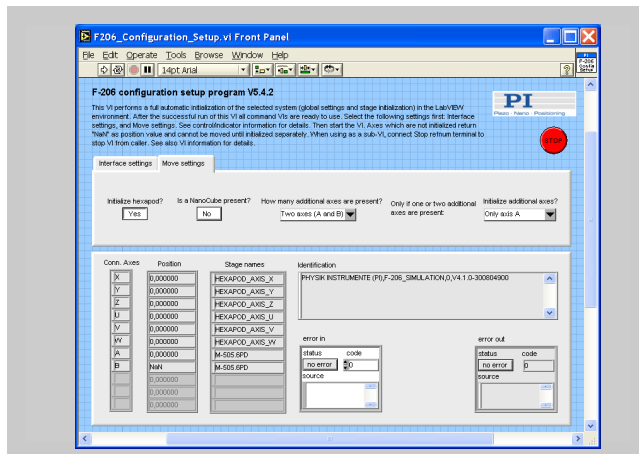 F206_Configuration_Setup.vi Front Panel
File Edit Operate Tools Browse Window Help
14pt Arial
?
PI
F-206
Config
Setup
F-206 configuration setup program V5.4.2
This VI performs a full automatic initialization of the selected system (global settings and stage initialization) in the LabVIEW
environment. After the successful run of this VI all command VIs are ready to use. Select the following settings first: Interface
settings, and Move settings. See control/indicator information for details. Then start the VI. Axes which are not initialized return
"NaN" as position value and cannot be moved until initialized separately. When using as a sub-VI, connect Stop refnum terminal to
stop VI from caller. See also VI information for details.
PI
Piezo · Nano · Positioning
STOP
Interface settings Move settings
Initialize hexapod? Is a NanoCube present? How many additional axes are present? Only if one or two additional axes are present: Initialize additional axes?
Yes No Two axes (A and B) Only axis A
Conn. Axes Position Stage names Identification
X 0,000000 HEXAPOD_AXIS_X PHYSIK INSTRUMENTE (PI),F-206_SIMULATION,0,V4.1.0-300804900
Y 0,000000 HEXAPOD_AXIS_Y
Z 0,000000 HEXAPOD_AXIS_Z
U 0,000000 HEXAPOD_AXIS_U
V 0,000000 HEXAPOD_AXIS_V
W 0,000000 HEXAPOD_AXIS_W
A 0,000000 M-505.6PD
B NaN M-505.6PD
0,000000
0,000000
0,000000
error in
status code
no error 0
source
error out
status code
no error 0
source